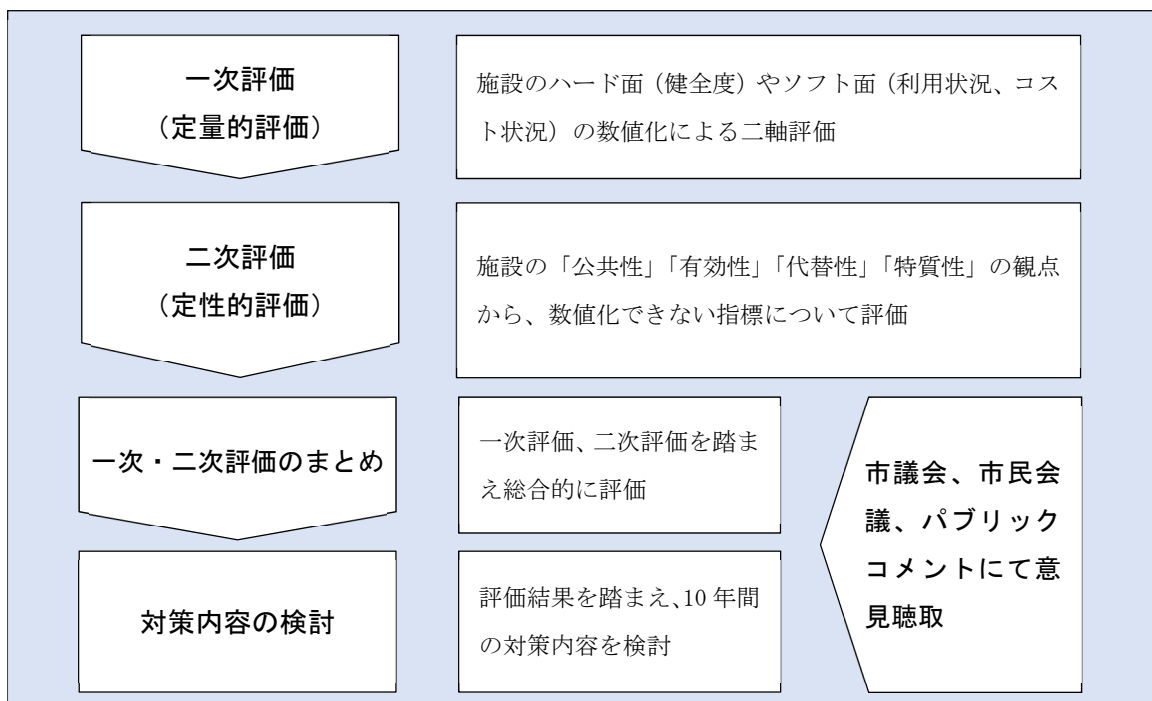 一次評価
（定量的評価）
施設のハード面（健全度）やソフト面（利用状況、コス
ト状況）の数値化による二軸評価
二次評価
（定性的評価）
施設の「公共性」「有効性」「代替性」「特質性」の観点
から、数値化できない指標について評価
一次・二次評価のまとめ
一次評価、二次評価を踏ま
え総合的に評価
対策内容の検討
評価結果を踏まえ、10 年間
の対策内容を検討
市議会、市民会
議、パブリック
コメントにて意
見聴取